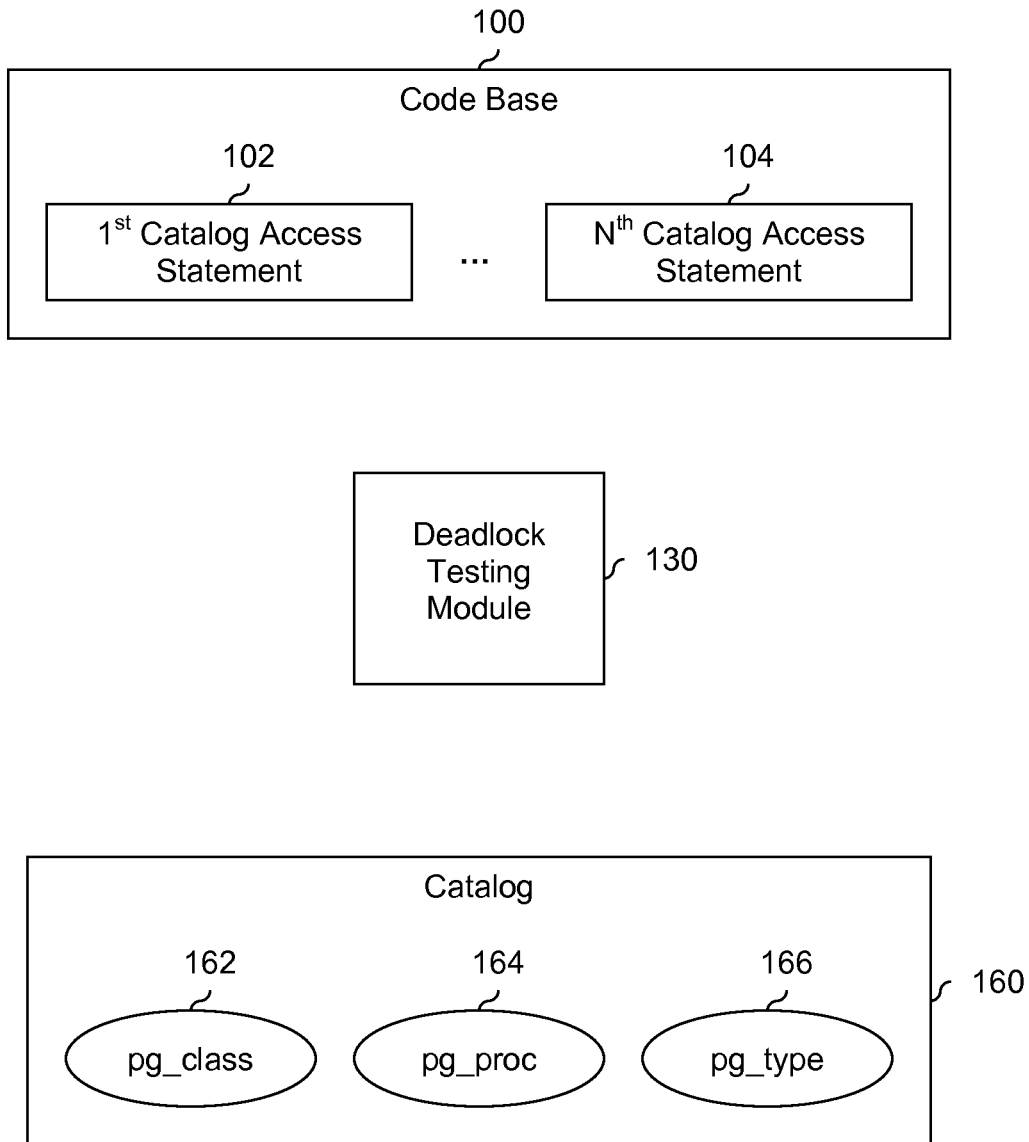 100
Code Base
102
104
1st Catalog Access
Statement
...
Nth Catalog Access
Statement
Deadlock
Testing
Module
130
Catalog
162
164
166
160
pg_class
pg_proc
pg_type